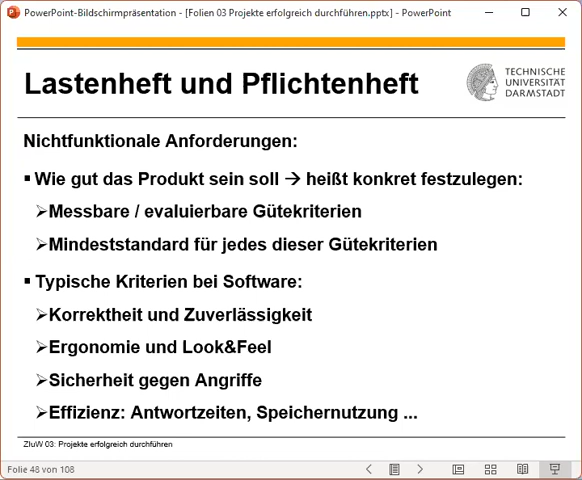 PowerPoint-Bildschirmpräsentation - [Folien 03 Projekte erfolgreich durchführen.pptx] - PowerPoint
Lastenheft und Pflichtenheft
TECHNISCHE
UNIVERSITÄT
DARMSTADT
Nichtfunktionale Anforderungen:
▪ Wie gut das Produkt sein soll → heißt konkret festzulegen:
➢Messbare / evaluierbare Gütekriterien
➢Mindeststandard für jedes dieser Gütekriterien
▪ Typische Kriterien bei Software:
➢Korrektheit und Zuverlässigkeit
➢Ergonomie und Look&Feel
➢Sicherheit gegen Angriffe
➢Effizienz: Antwortzeiten, Speichernutzung ...
ZIuW 03: Projekte erfolgreich durchführen
Folie 48 von 108